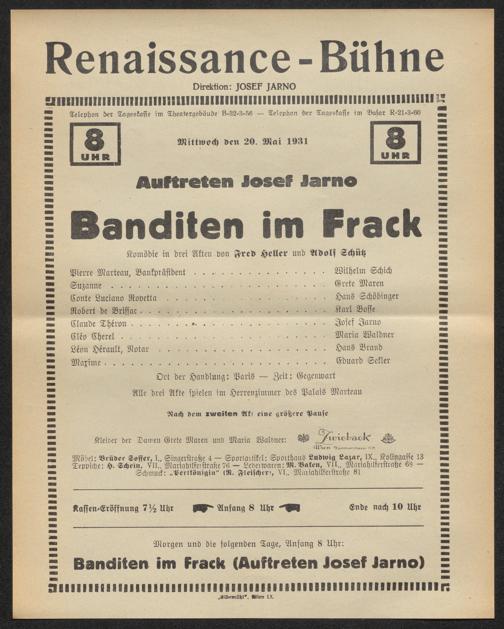 Renaissance-Bühne
Direktion: JOSEF JARNO
Telephon der Tageskasse im Theatergebäude B-32-3-56 — Telephon der Tageskasse im Basar R-21-3-66
8 UHR
Mittwoch den 20. Mai 1931
8 UHR
Auftreten Josef Jarno
Banditen im Frack
Komödie in drei Akten von Fred Heller und Adolf Schütz
Pierre Marteau, Bankpräsident . . . Wilhelm Schich
Suzanne . . . Grete Maren
Conte Luciano Rovetta . . . Hans Schöbinger
Robert de Briffac . . . Karl Bosse
Claude Théron . . . Josef Jarno
Cléo Cherel . . . Maria Waldner
Léon Hérault, Notar . . . Hans Brand
Maxime . . . Eduard Sekler
Ort der Handlung: Paris — Zeit: Gegenwart
Alle drei Akte spielen im Herrenzimmer des Palais Marteau
Nach dem zweiten Akt eine größere Pause
Kleider der Damen Grete Maren und Maria Waldner: Zwieback
Möbel: Brüder Soffer, I., Singerstraße 4 — Sportartikel: Sporthaus Ludwig Lazar, IX., Kolingasse 13
Teppiche: H. Schein, VII., Mariahilferstraße 76 — Lederwaren: M. Baten, VII., Mariahilferstraße 68 —
Schmuck: „Perlkönigin" (R. Fleischer), VI., Mariahilferstraße 81
Kassen-Eröffnung 7½ Uhr Anfang 8 Uhr Ende nach 10 Uhr
Morgen und die folgenden Tage, Anfang 8 Uhr:
Banditen im Frack (Auftreten Josef Jarno)
Wien IX.